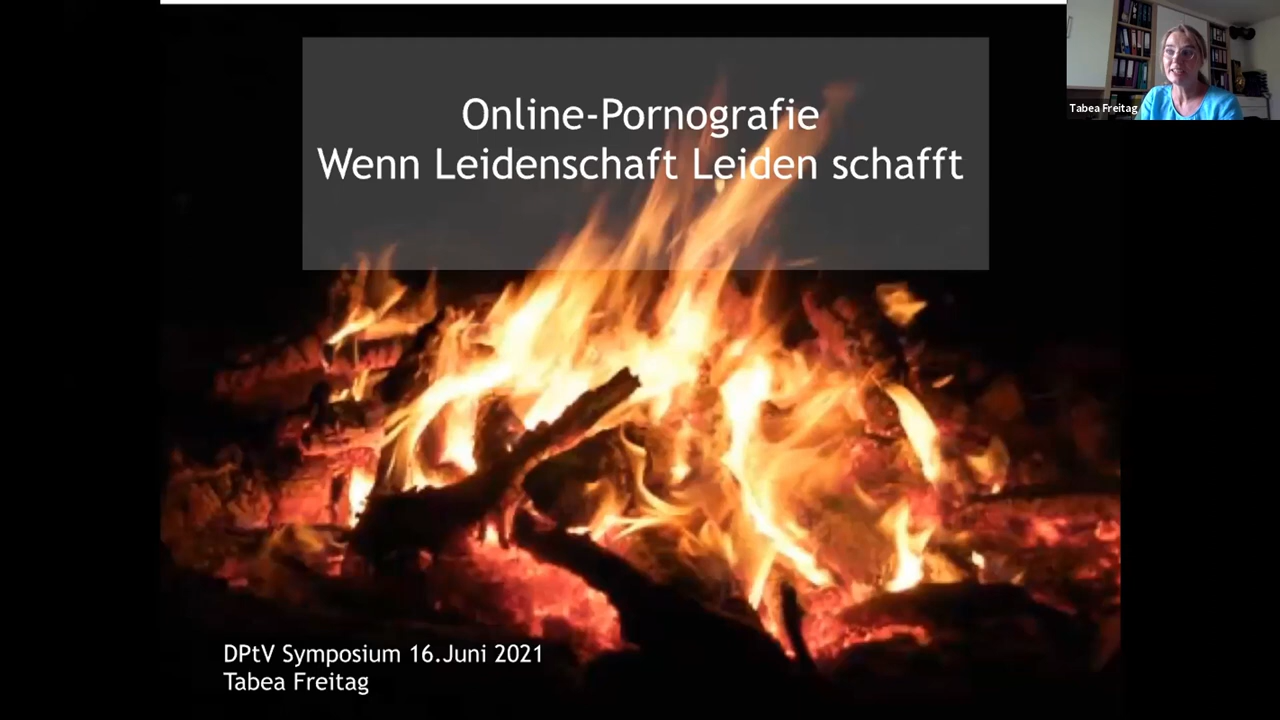 Online-Pornografie
Wenn Leidenschaft Leiden schafft
Tabea Freitag
DPtV Symposium 16.Juni 2021
Tabea Freitag